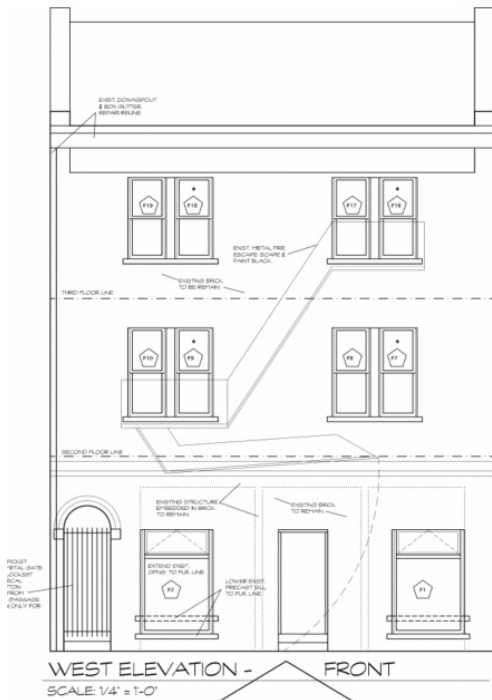 EXIST. DOWNSPOUT
& BOX GUTTER
REPAIR/RELINE
F19
F18
F17
F16
EXIST. METAL FIRE
ESCAPE. SCAPE &
PAINT BLACK.
EXISTING BRICK
TO BE REMAIN
THIRD FLOOR LINE
F10
F9
F8
F7
SECOND FLOOR LINE
EXISTING STRUCTURE
EMBEDDED IN BRICK
TO REMAIN
EXISTING BRICK
TO REMAIN
PICKET
METAL GATE
LOCKSET
TON
FROM
PASSAGE
N ONLY FOR
EXTEND EXIST.
OPNG. TO FLR. LINE
F2
LOWER EXIST.
PRECAST SILL
TO FLR. LINE
F1
WEST ELEVATION - FRONT
SCALE: 1/4" = 1'-0"